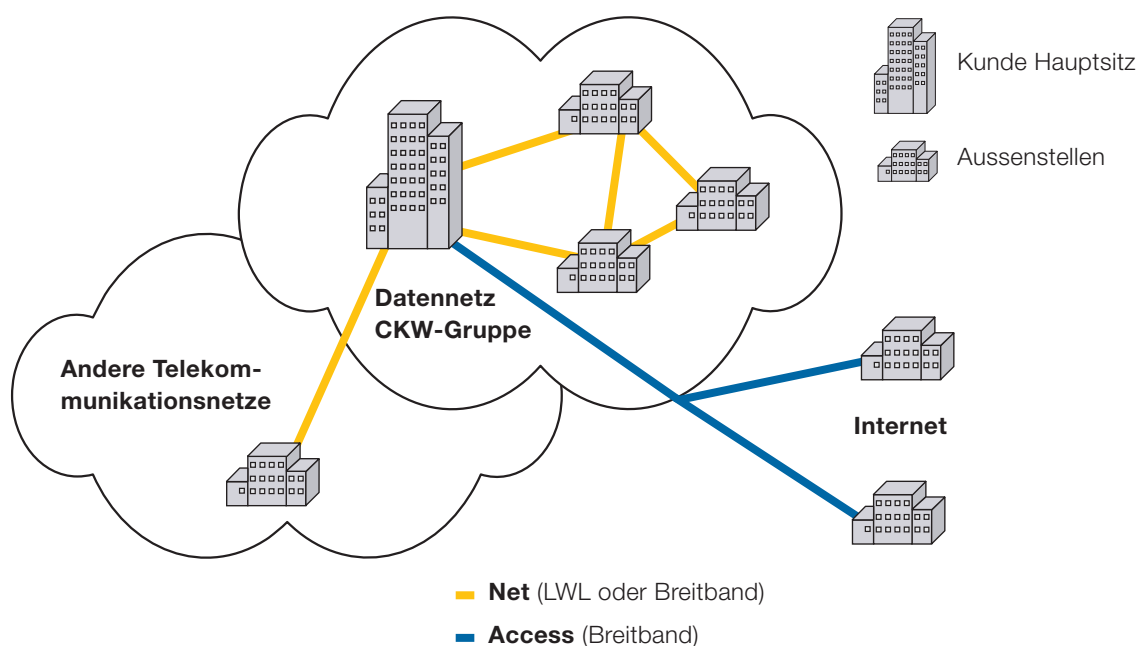 Kunde Hauptsitz
Aussenstellen
Datennetz
CKW-Gruppe
Andere Telekom-
munikationsnetze
Internet
Net (LWL oder Breitband)
Access (Breitband)